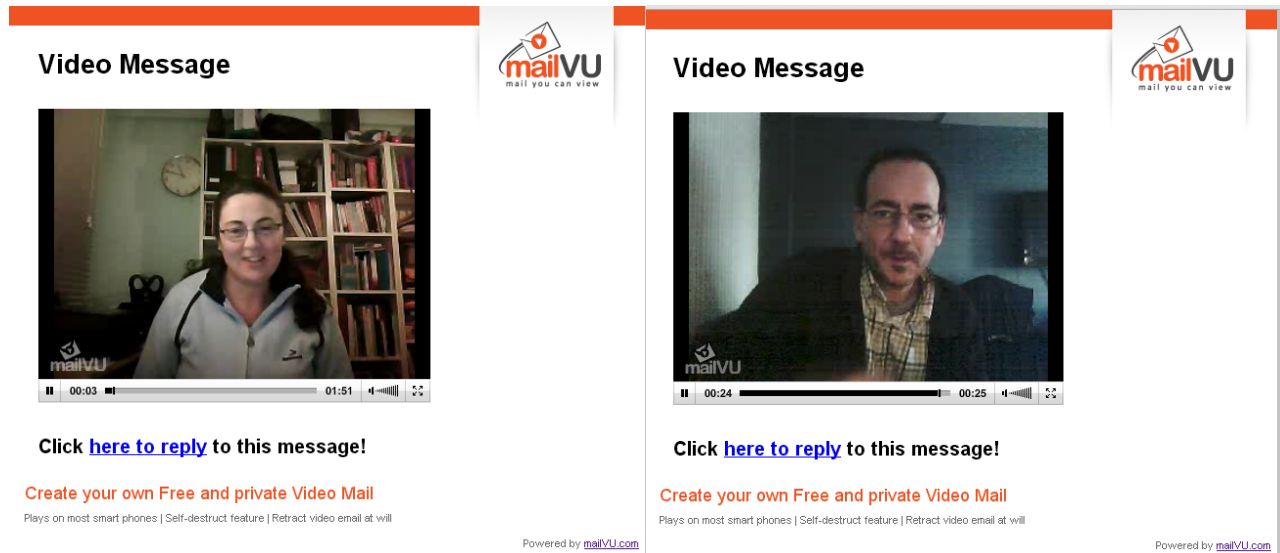 Video Message
mailVU
mail you can view
mailVU
00:03
01:51
Click here to reply to this message!
Create your own Free and private Video Mail
Plays on most smart phones | Self-destruct feature | Retract video email at will
Powered by mailVU.com
Video Message
mailVU
mail you can view
mailVU
00:24
00:25
Click here to reply to this message!
Create your own Free and private Video Mail
Plays on most smart phones | Self-destruct feature | Retract video email at will
Powered by mailVU.com